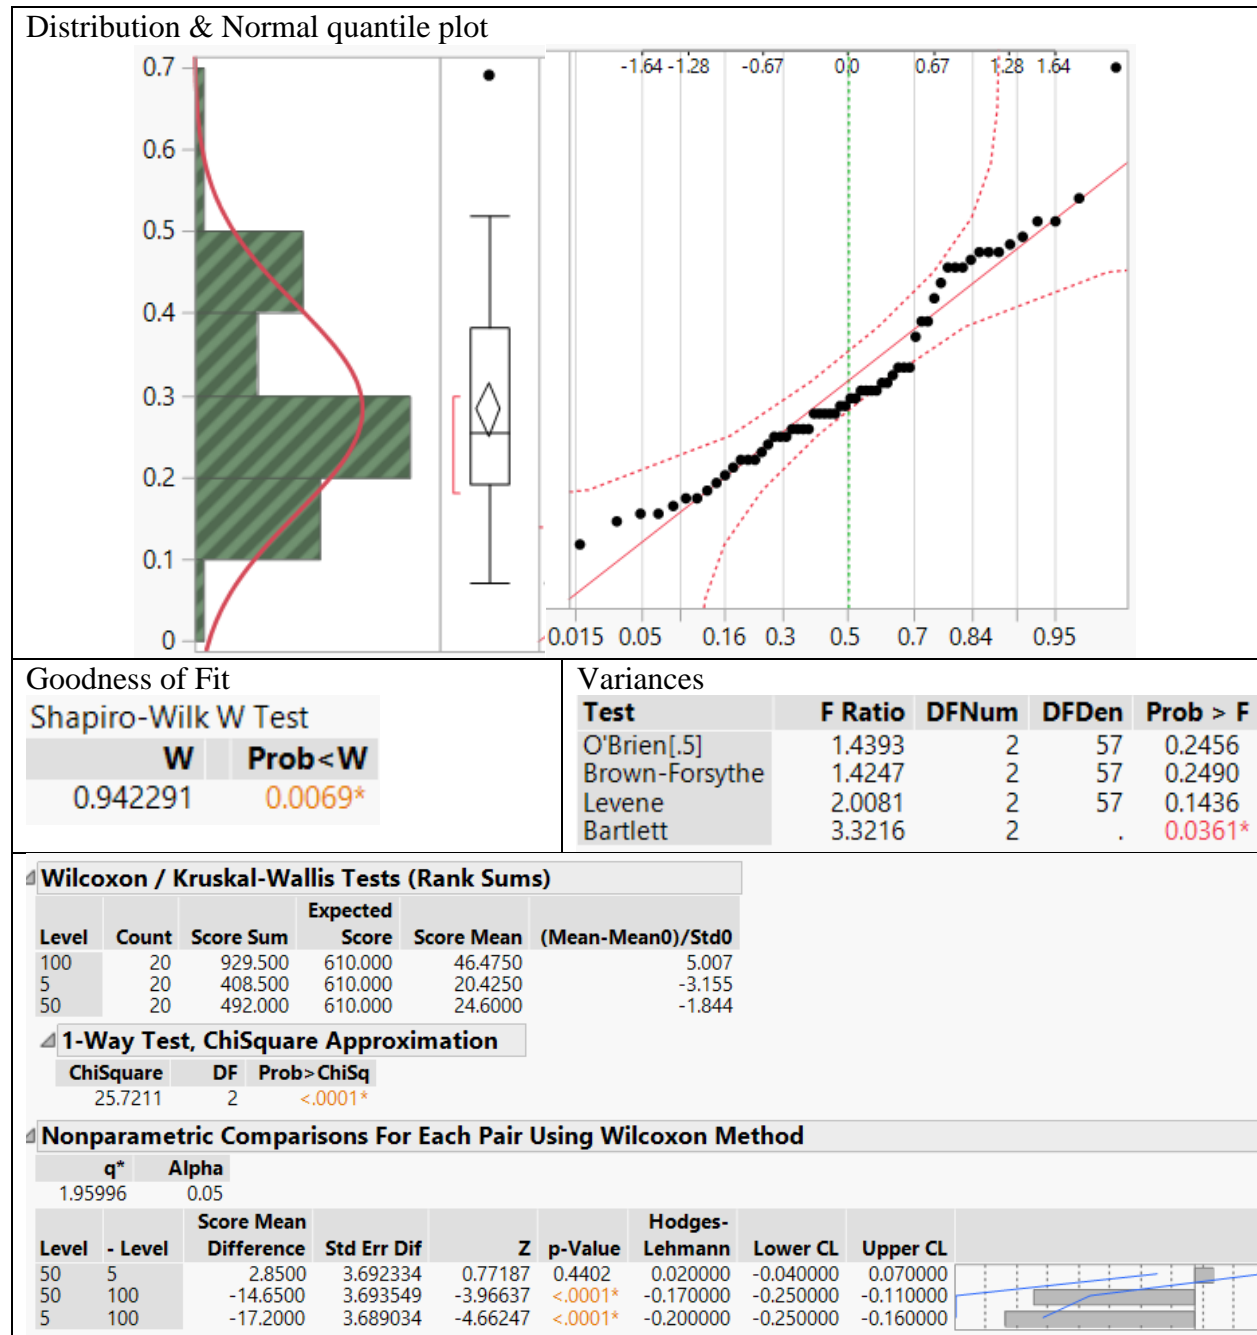 Distribution & Normal quantile plot
0.7
0.6
0.5
0.4
0.3
0.2
0.1
0
-1.64 -1.28 -0.67 0.0 0.67 1.28 1.64
0.015 0.05 0.16 0.3 0.5 0.7 0.84 0.95
Goodness of Fit
Shapiro-Wilk W Test
W Prob<W
0.942291 0.0069*
Variances
Test F Ratio DFNum DFDen Prob > F
O'Brien[.5] 1.4393 2 57 0.2456
Brown-Forsythe 1.4247 2 57 0.2490
Levene 2.0081 2 57 0.1436
Bartlett 3.3216 2 . 0.0361*
Wilcoxon / Kruskal-Wallis Tests (Rank Sums)
Expected
Level Count Score Sum Score Score Mean (Mean-Mean0)/Std0
100 20 929.500 610.000 46.4750 5.007
5 20 408.500 610.000 20.4250 -3.155
50 20 492.000 610.000 24.6000 -1.844
1-Way Test, ChiSquare Approximation
ChiSquare DF Prob>ChiSq
25.7211 2 <.0001*
Nonparametric Comparisons For Each Pair Using Wilcoxon Method
q* Alpha
1.95996 0.05
Score Mean Hodges-
Level - Level Difference Std Err Dif Z p-Value Lehmann Lower CL Upper CL
50 5 2.8500 3.692334 0.77187 0.4402 0.020000 -0.040000 0.070000
50 100 -14.6500 3.693549 -3.96637 <.0001* -0.170000 -0.250000 -0.110000
5 100 -17.2000 3.689034 -4.66247 <.0001* -0.200000 -0.250000 -0.160000